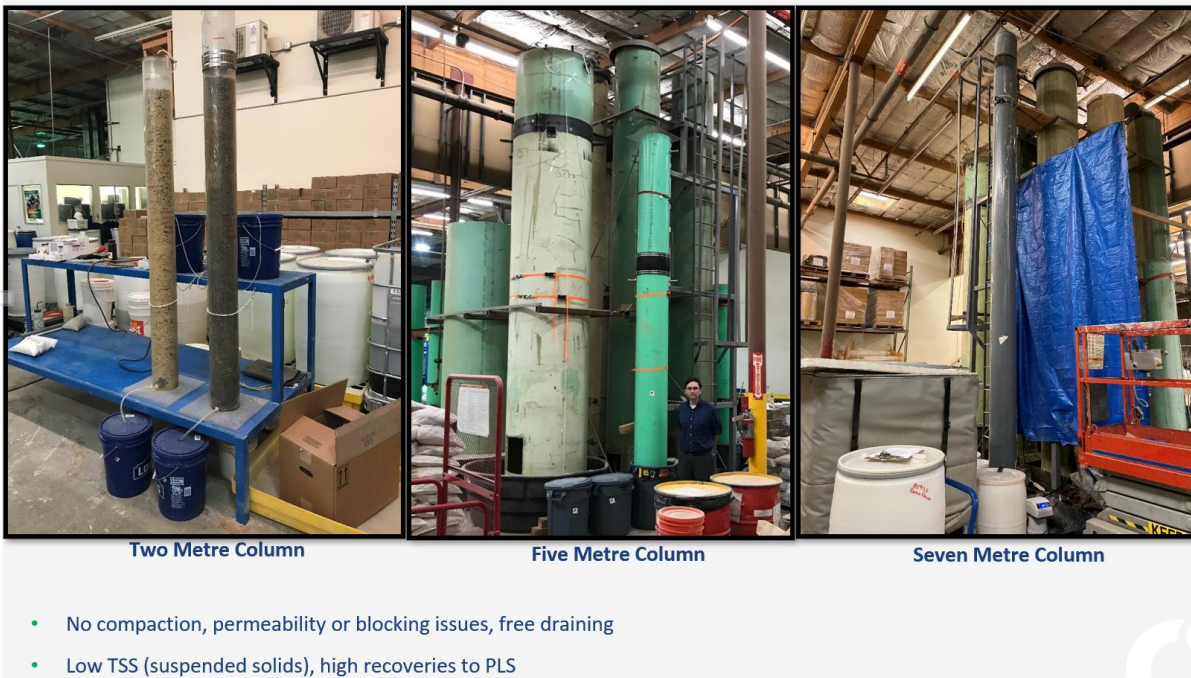 Two Metre Column
Five Metre Column
Seven Metre Column
• No compaction, permeability or blocking issues, free draining
• Low TSS (suspended solids), high recoveries to PLS